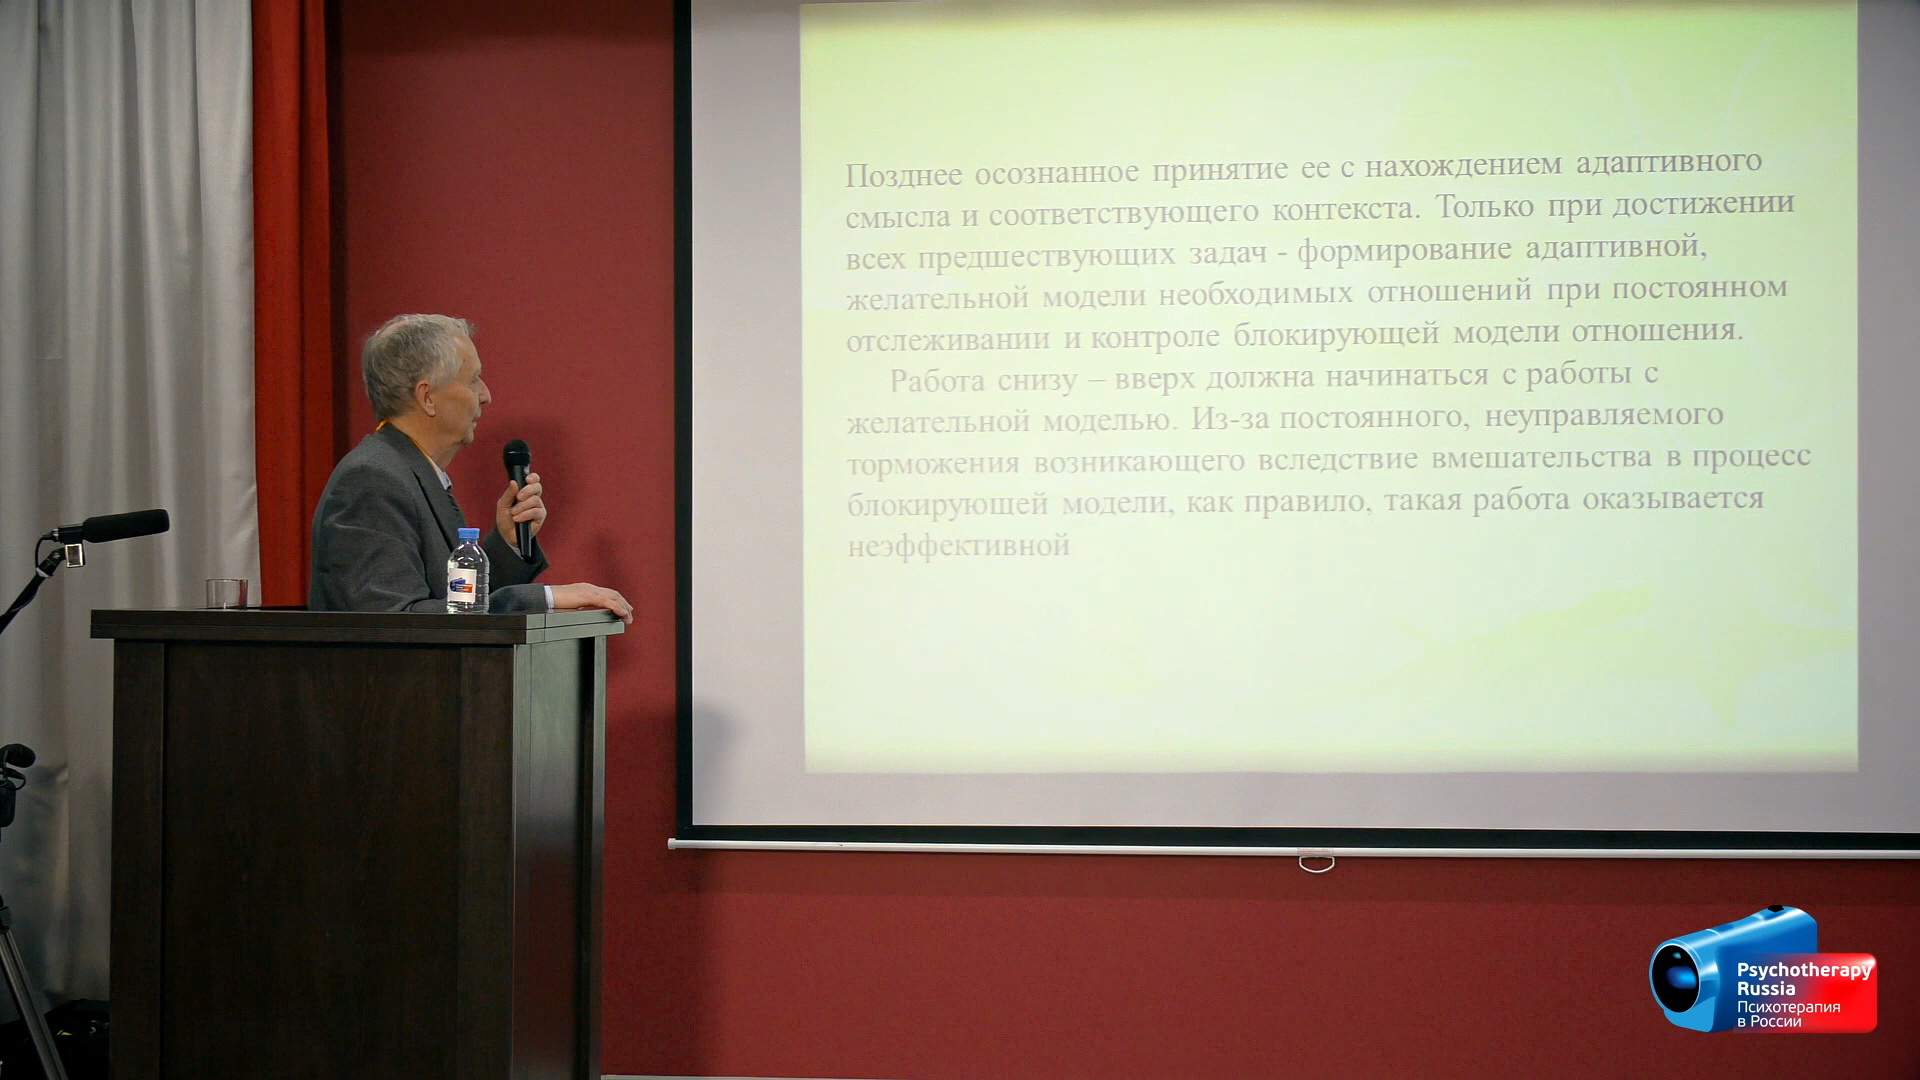 Позднее осознанное принятие ее с нахождением адаптивного
смысла и соответствующего контекста. Только при достижении
всех предшествующих задач - формирование адаптивной,
желательной модели необходимых отношений при постоянном
отслеживании и контроле блокирующей модели отношения.
Работа снизу – вверх должна начинаться с работы с
желательной моделью. Из-за постоянного, неуправляемого
торможения возникающего вследствие вмешательства в процесс
блокирующей модели, как правило, такая работа оказывается
неэффективной
Psychotherapy
Russia
Психотерапия
в России